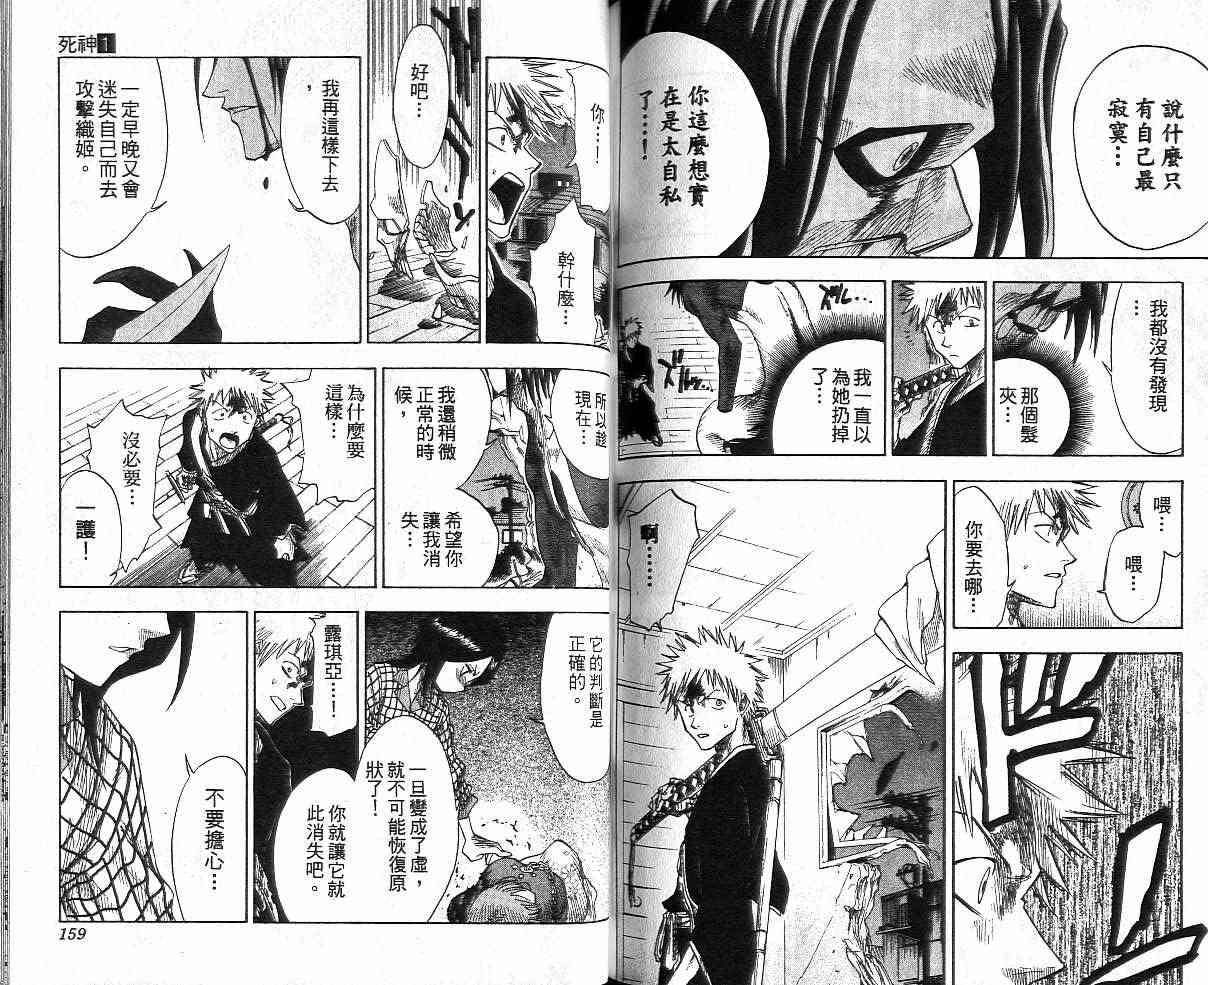 說什麼只
有自己最
寂寞…
你這麼想實
在是太自私
了……！
我都沒有發現
…
那個髮
夾…
我一直以
為她扔掉
了…
ズル…
喂…
喂…
你要去哪…
啊……
死神1
你…！
幹什麼…
好吧…
我再這樣下去
，
一定早晚又會
迷失自己而去
攻擊織姬。
所以趁
現在…
我還稍微
正常的時
候，
希望你
讓我消
失…
為什麼要
這樣…
沒必要…
一護！
它的判斷是
正確的。
一旦變成了虛，
就不可能恢復原
狀了！
你就讓它就
此消失吧。
露琪亞…！
不要擔心…
159